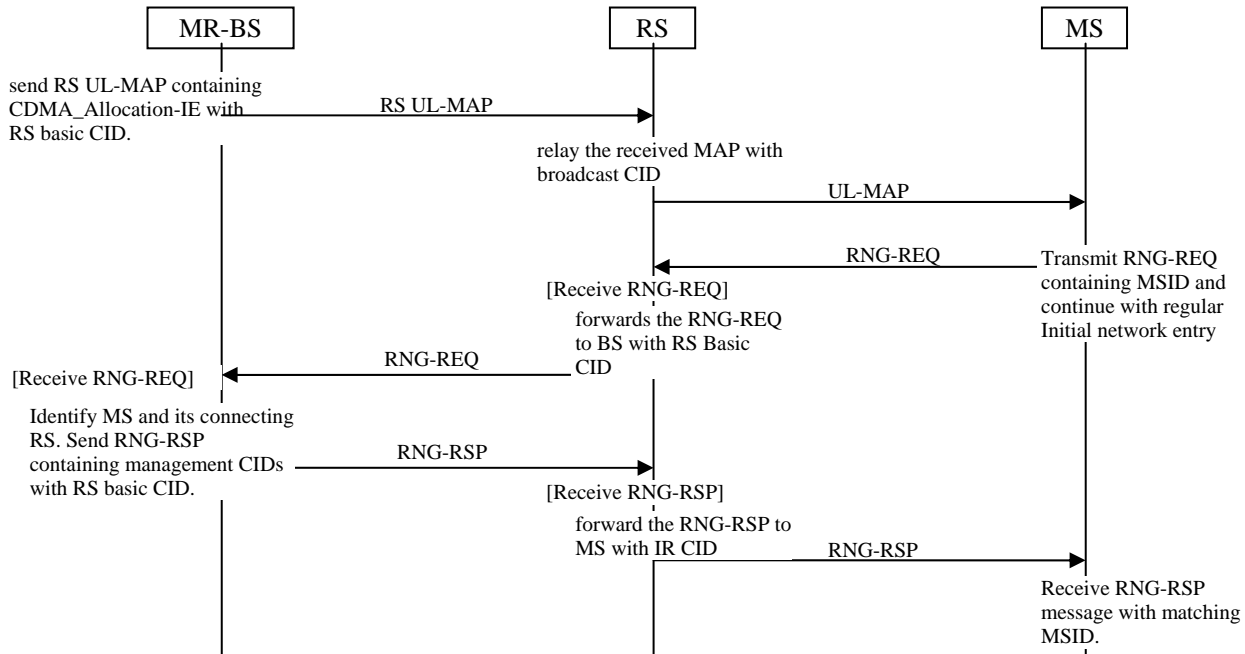 MR-BS
RS
MS
send RS UL-MAP containing
CDMA_Allocation-IE with
RS basic CID.
RS UL-MAP
relay the received MAP with
broadcast CID
UL-MAP
RNG-REQ
Transmit RNG-REQ
containing MSID and
continue with regular
Initial network entry
[Receive RNG-REQ]
forwards the RNG-REQ
to BS with RS Basic
CID
RNG-REQ
[Receive RNG-REQ]
Identify MS and its connecting
RS. Send RNG-RSP
containing management CIDs
with RS basic CID.
RNG-RSP
[Receive RNG-RSP]
forward the RNG-RSP to
MS with IR CID
RNG-RSP
Receive RNG-RSP
message with matching
MSID.